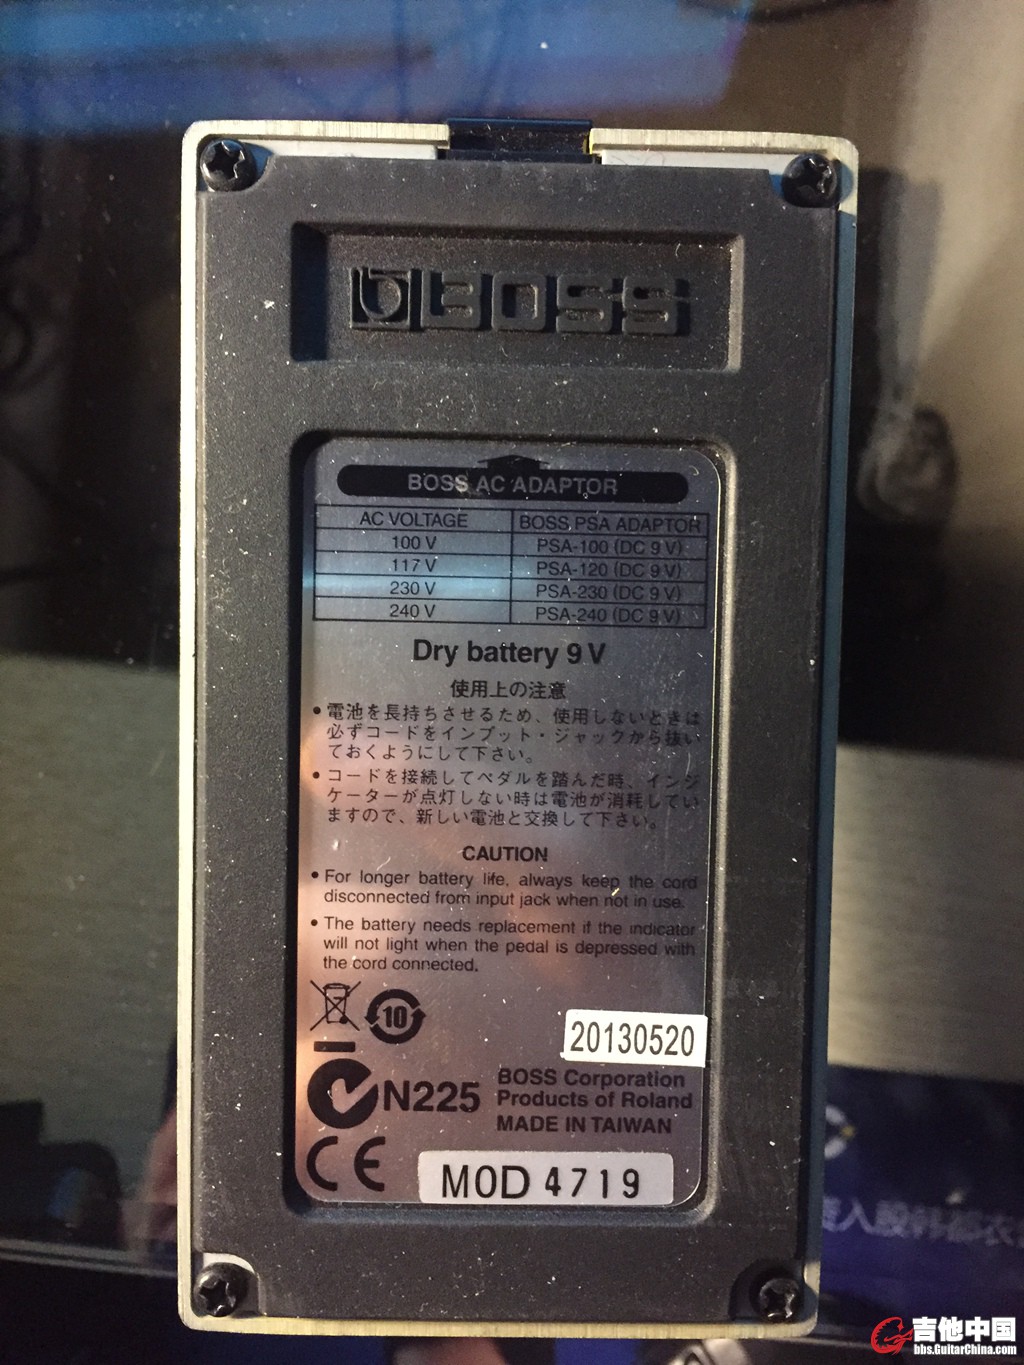 BOSS
BOSS AC ADAPTOR
AC VOLTAGE BOSS PSA ADAPTOR
100 V PSA-100 (DC 9 V)
117 V PSA-120 (DC 9 V)
230 V PSA-230 (DC 9 V)
240 V PSA-240 (DC 9 V)
Dry battery 9 V
使用上の注意
• 電池を長持ちさせるため、使用しないときは
必ずコードをインプット・ジャックから抜い
ておくようにして下さい。
• コードを接続してペダルを踏んだ時、インジ
ケーターが点灯しない時は電池が消耗してい
ますので、新しい電池と交換して下さい。
CAUTION
• For longer battery life, always keep the cord
disconnected from input jack when not in use.
• The battery needs replacement if the indicator
will not light when the pedal is depressed with
the cord connected.
10
20130520
N225
BOSS Corporation
Products of Roland
MADE IN TAIWAN
CE
MOD 4719
吉他中国
bbs.GuitarChina.com